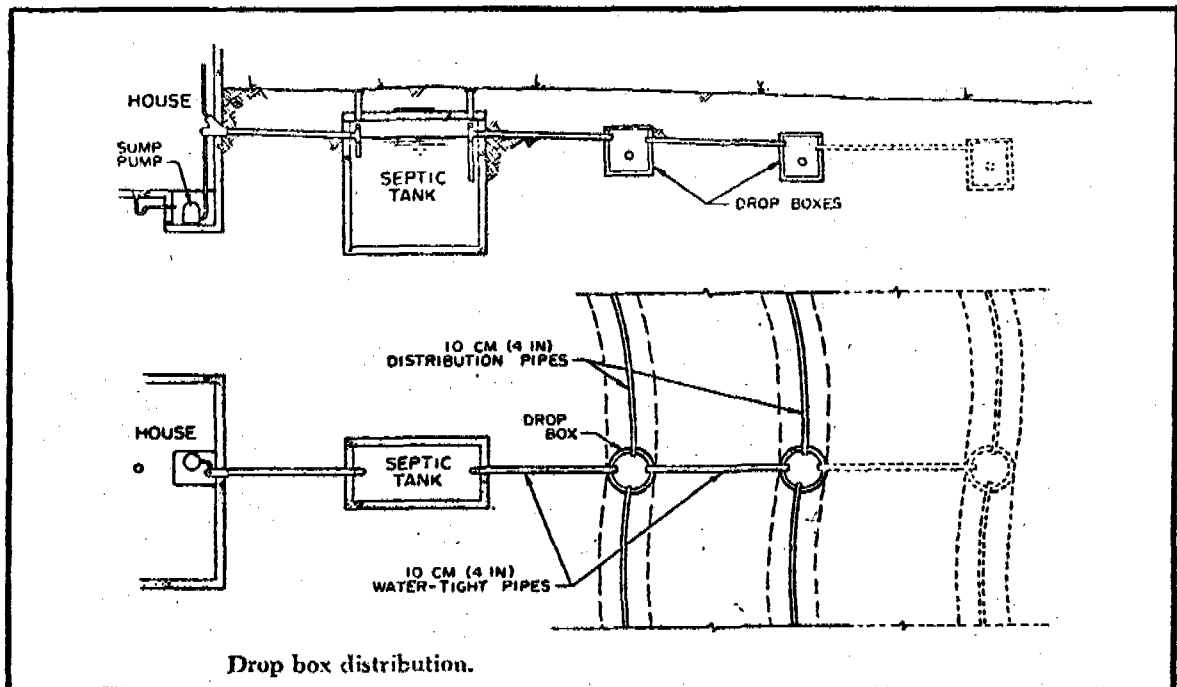 HOUSE
SUMP
PUMP
SEPTIC
TANK
DROP BOXES
10 CM (4 IN)
DISTRIBUTION PIPES
DROP
BOX
HOUSE
SEPTIC
TANK
10 CM (4 IN)
WATER-TIGHT PIPES
Drop box distribution.